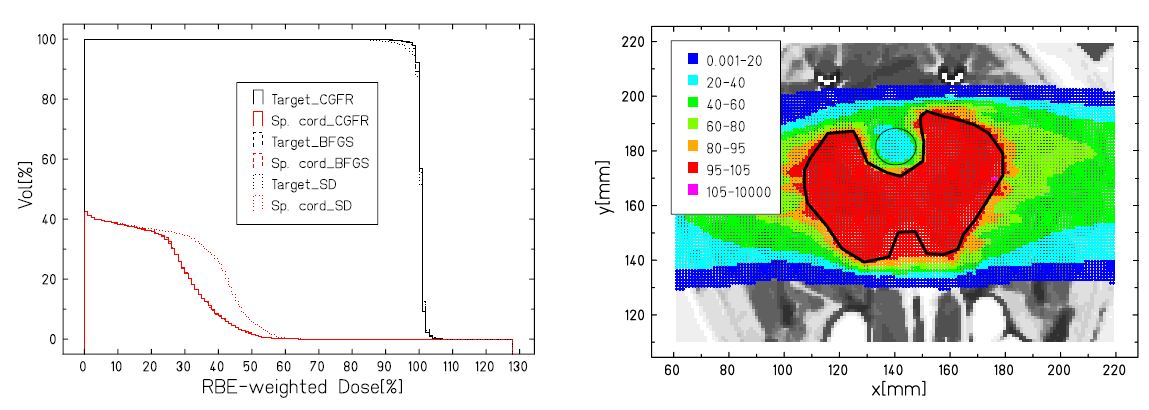 100
80
60
40
20
0
Vol[%]
Target_CGFR
Sp. cord_CGFR
Target_BFGS
Sp. cord_BFGS
Target_SD
Sp. cord_SD
0 10 20 30 40 50 60 70 80 90 100 110 120 130
RBE-weighted Dose[%]
220
200
180
160
140
120
y[mm]
0.001-20
20-40
40-60
60-80
80-95
95-105
105-10000
60 80 100 120 140 160 180 200 220
x[mm]